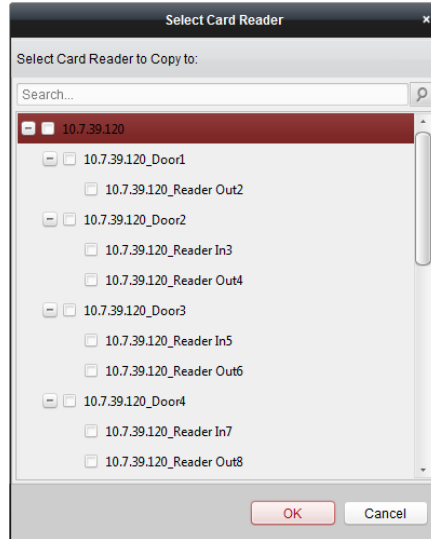 Select Card Reader
Select Card Reader to Copy to:
Search...
10.7.39.120
10.7.39.120_Door1
10.7.39.120_Reader Out2
10.7.39.120_Door2
10.7.39.120_Reader In3
10.7.39.120_Reader Out4
10.7.39.120_Door3
10.7.39.120_Reader In5
10.7.39.120_Reader Out6
10.7.39.120_Door4
10.7.39.120_Reader In7
10.7.39.120_Reader Out8
OK Cancel